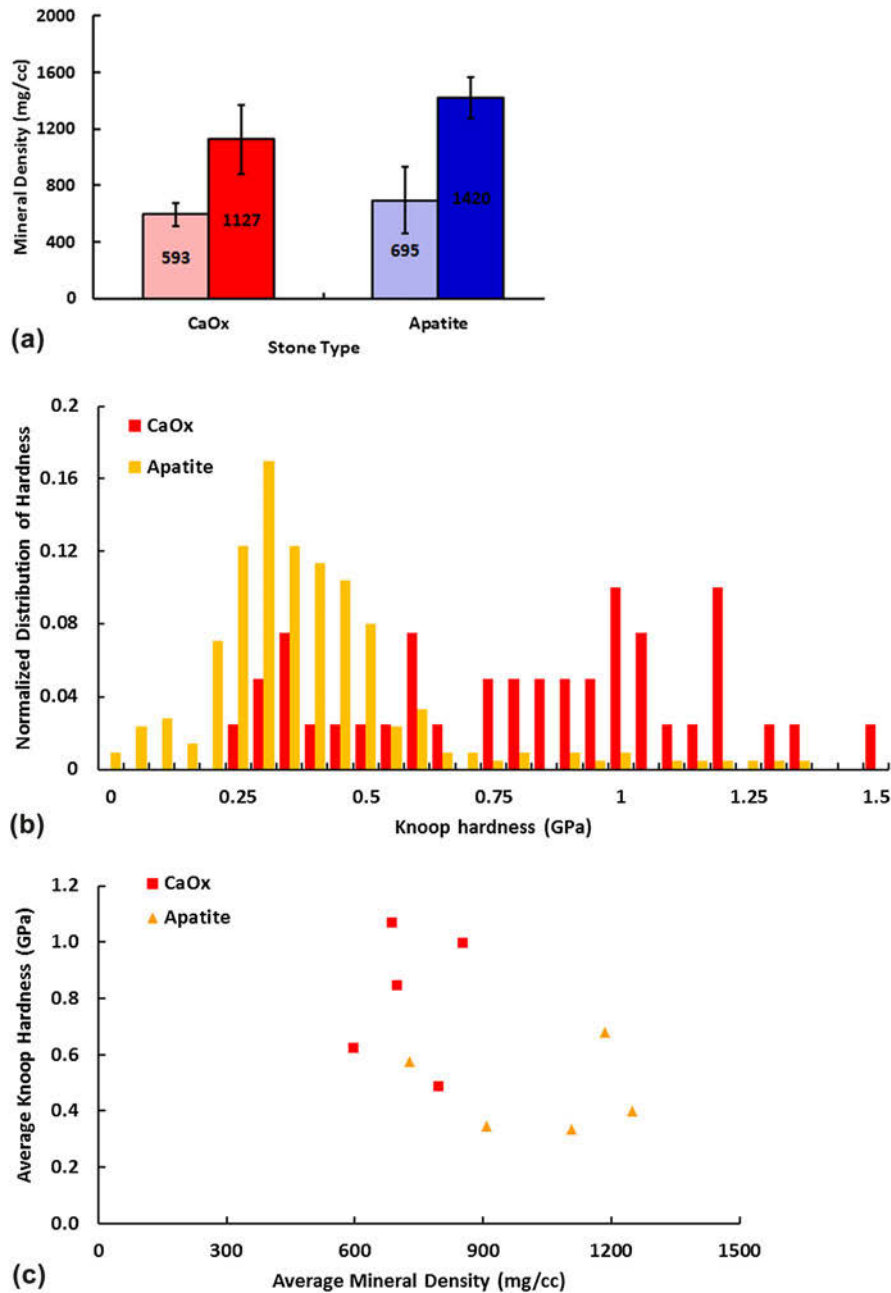 Mineral Density (mg/cc)
2000
1600
1200
800
400
0
593
1127
695
1420
CaOx
Apatite
Stone Type
(a)
Normalized Distribution of Hardness
0.2
0.16
0.12
0.08
0.04
0
CaOx
Apatite
0 0.25 0.5 0.75 1 1.25 1.5
Knoop hardness (GPa)
(b)
Average Knoop Hardness (GPa)
1.2
1.0
0.8
0.6
0.4
0.2
0.0
CaOx
Apatite
0 300 600 900 1200 1500
Average Mineral Density (mg/cc)
(c)